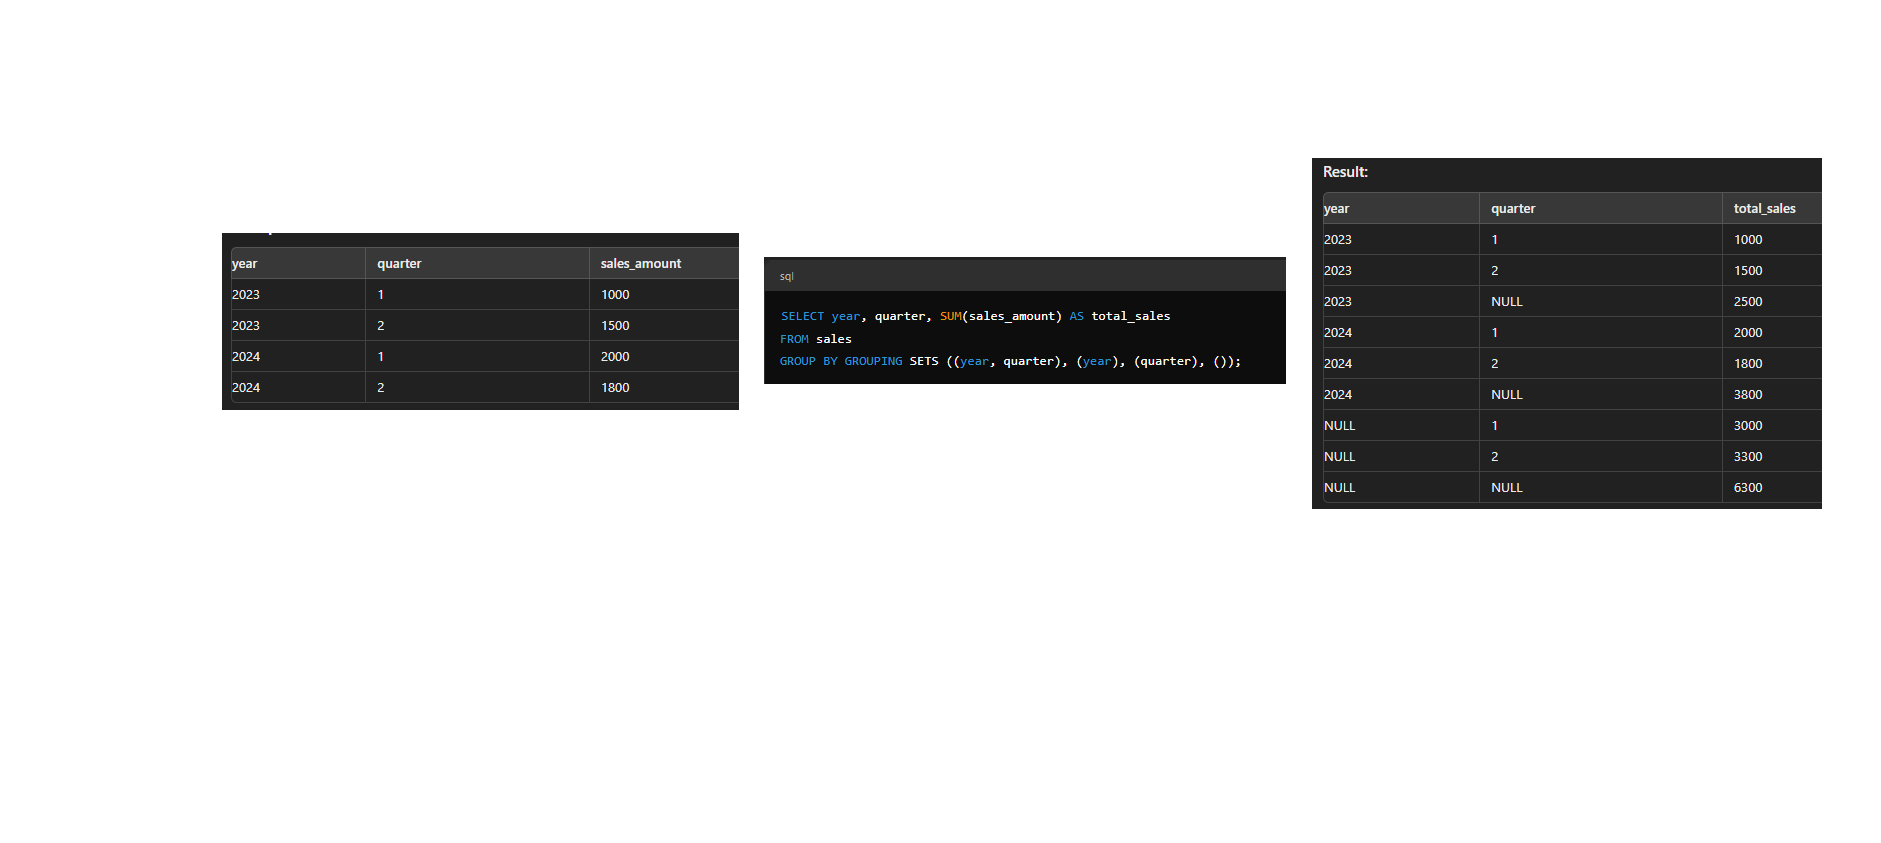 year quarter sales_amount
2023 1 1000
2023 2 1500
2024 1 2000
2024 2 1800
sql
SELECT year, quarter, SUM(sales_amount) AS total_sales
FROM sales
GROUP BY GROUPING SETS ((year, quarter), (year), (quarter), ());
Result:
year quarter total_sales
2023 1 1000
2023 2 1500
2023 NULL 2500
2024 1 2000
2024 2 1800
2024 NULL 3800
NULL 1 3000
NULL 2 3300
NULL NULL 6300